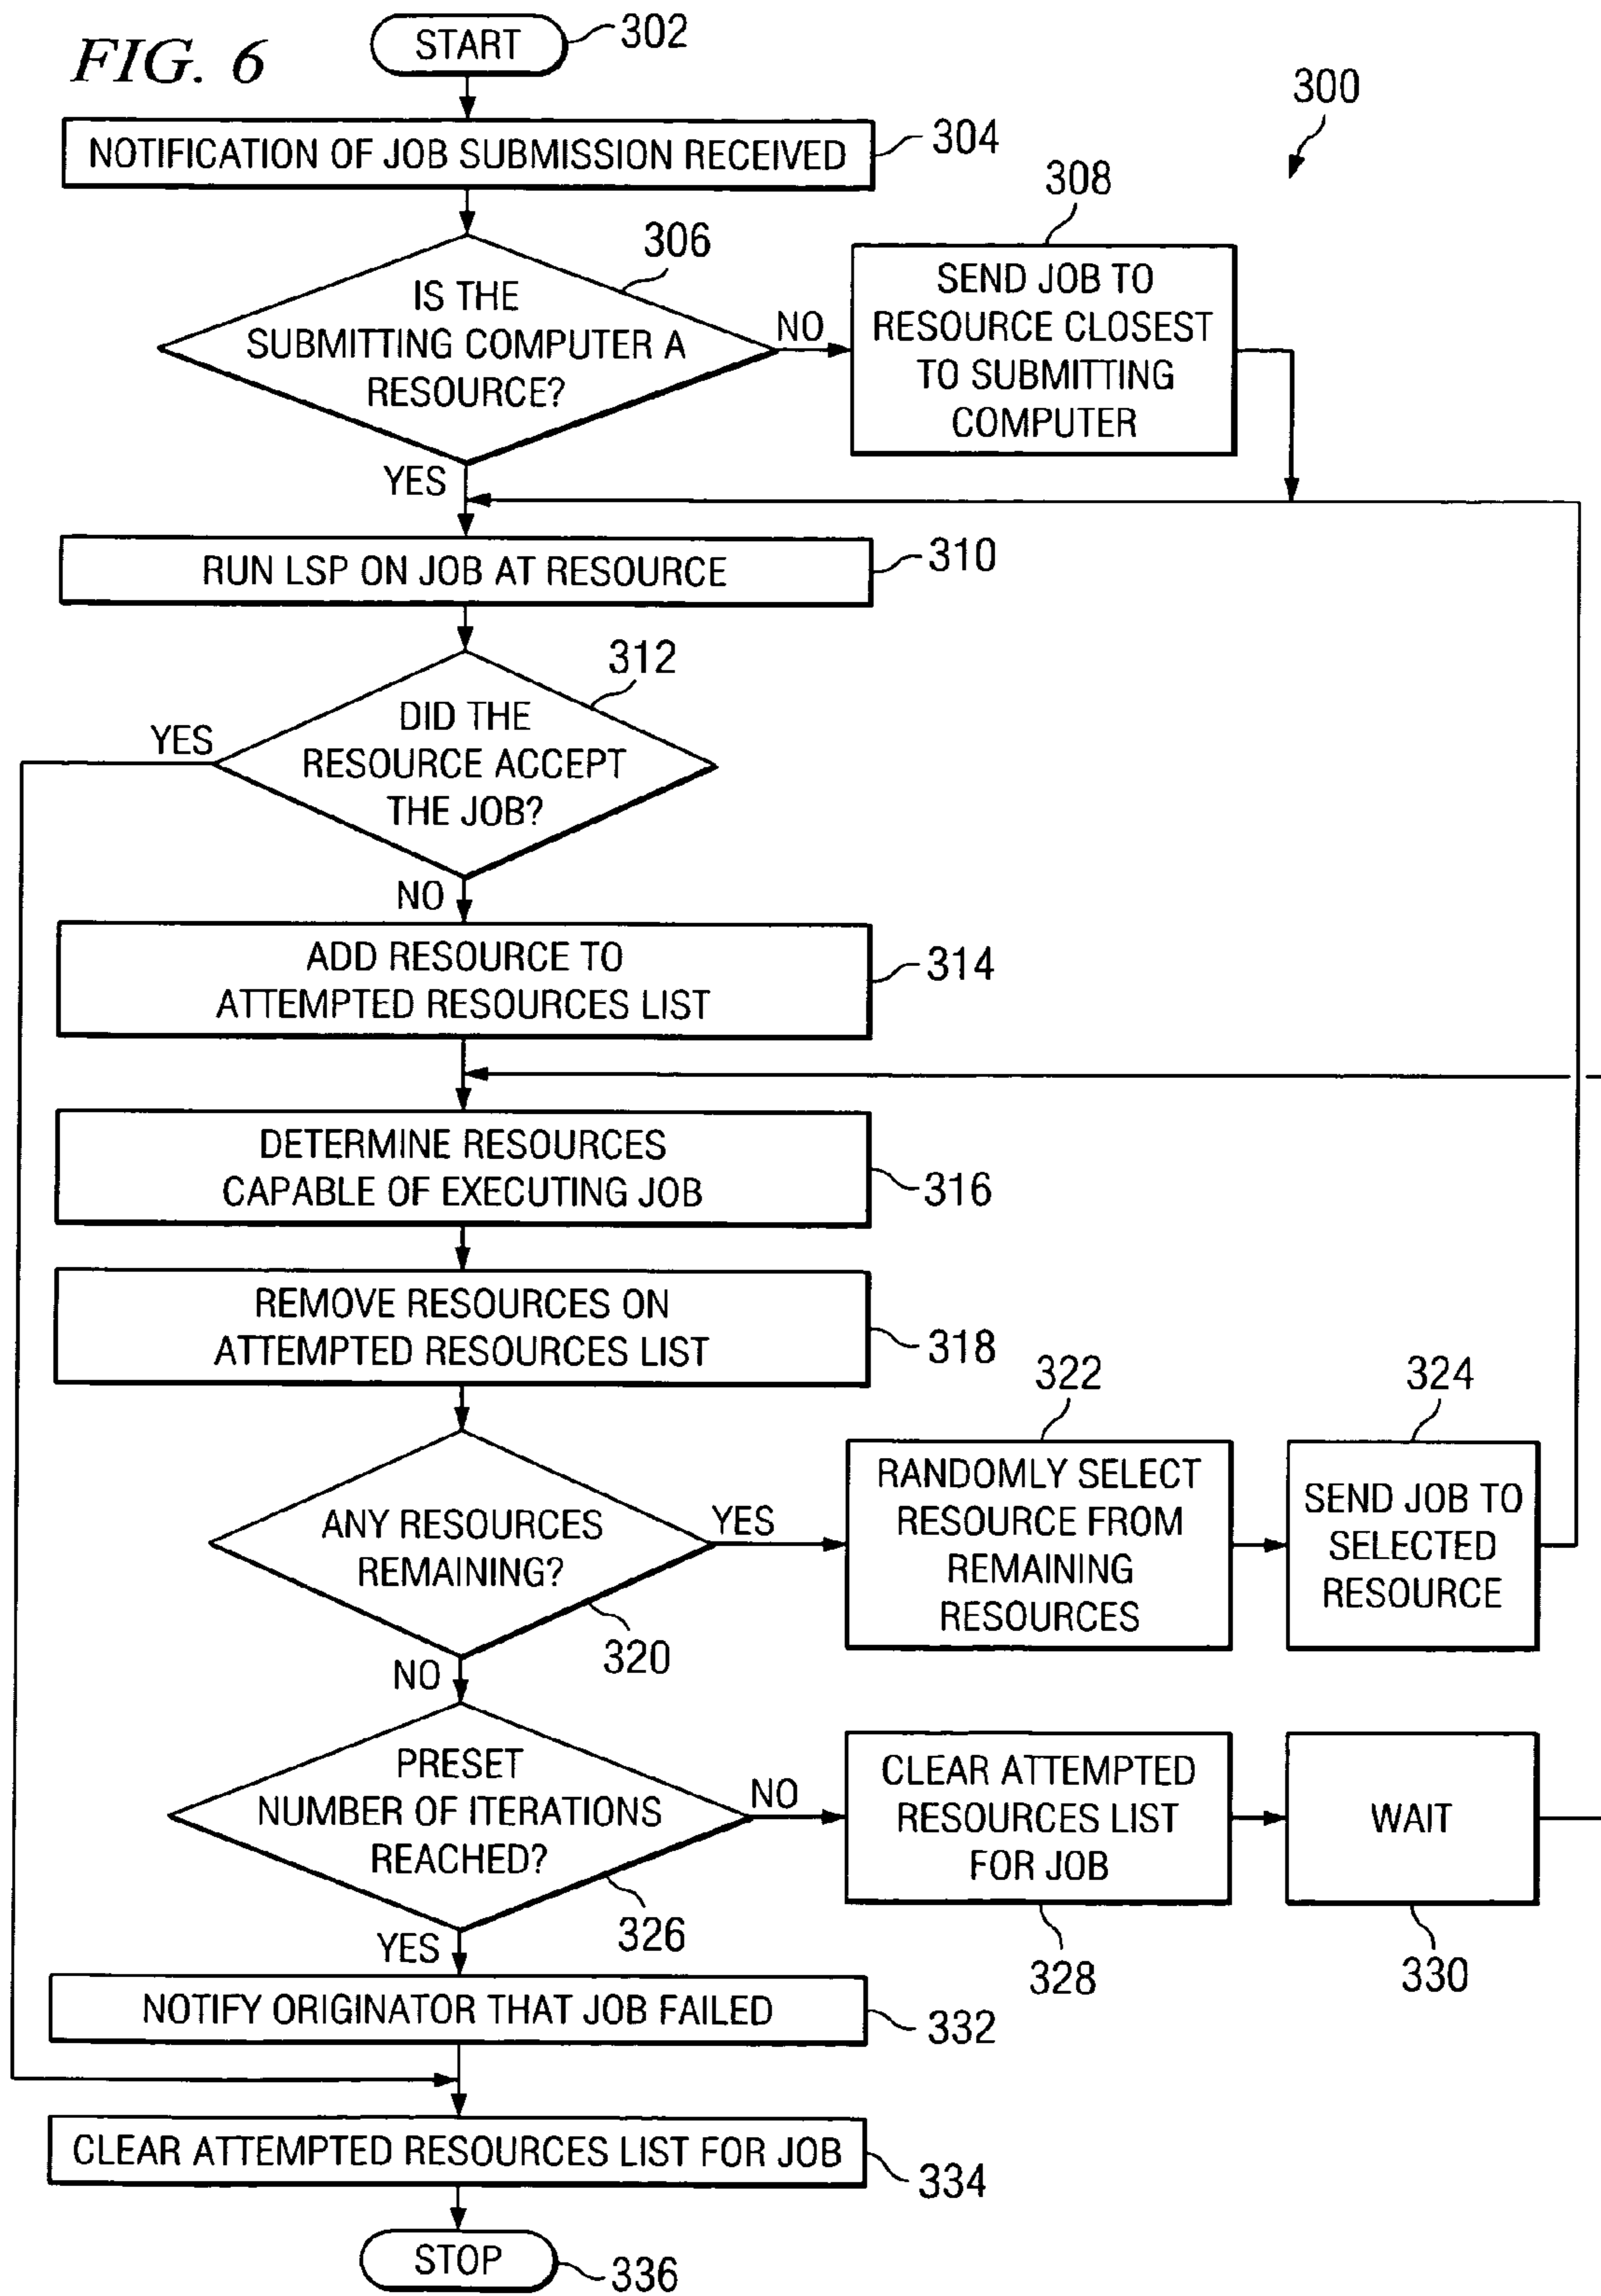 FIG. 6
START
302
300
NOTIFICATION OF JOB SUBMISSION RECEIVED
304
306
308
IS THE
SUBMITTING COMPUTER A
RESOURCE?
NO
SEND JOB TO
RESOURCE CLOSEST
TO SUBMITTING
COMPUTER
YES
RUN LSP ON JOB AT RESOURCE
310
312
DID THE
RESOURCE ACCEPT
THE JOB?
YES
NO
ADD RESOURCE TO
ATTEMPTED RESOURCES LIST
314
DETERMINE RESOURCES
CAPABLE OF EXECUTING JOB
316
REMOVE RESOURCES ON
ATTEMPTED RESOURCES LIST
318
322
324
ANY RESOURCES
REMAINING?
320
YES
RANDOMLY SELECT
RESOURCE FROM
REMAINING
RESOURCES
SEND JOB TO
SELECTED
RESOURCE
NO
PRESET
NUMBER OF ITERATIONS
REACHED?
326
NO
CLEAR ATTEMPTED
RESOURCES LIST
FOR JOB
328
WAIT
330
YES
NOTIFY ORIGINATOR THAT JOB FAILED
332
CLEAR ATTEMPTED RESOURCES LIST FOR JOB
334
STOP
336